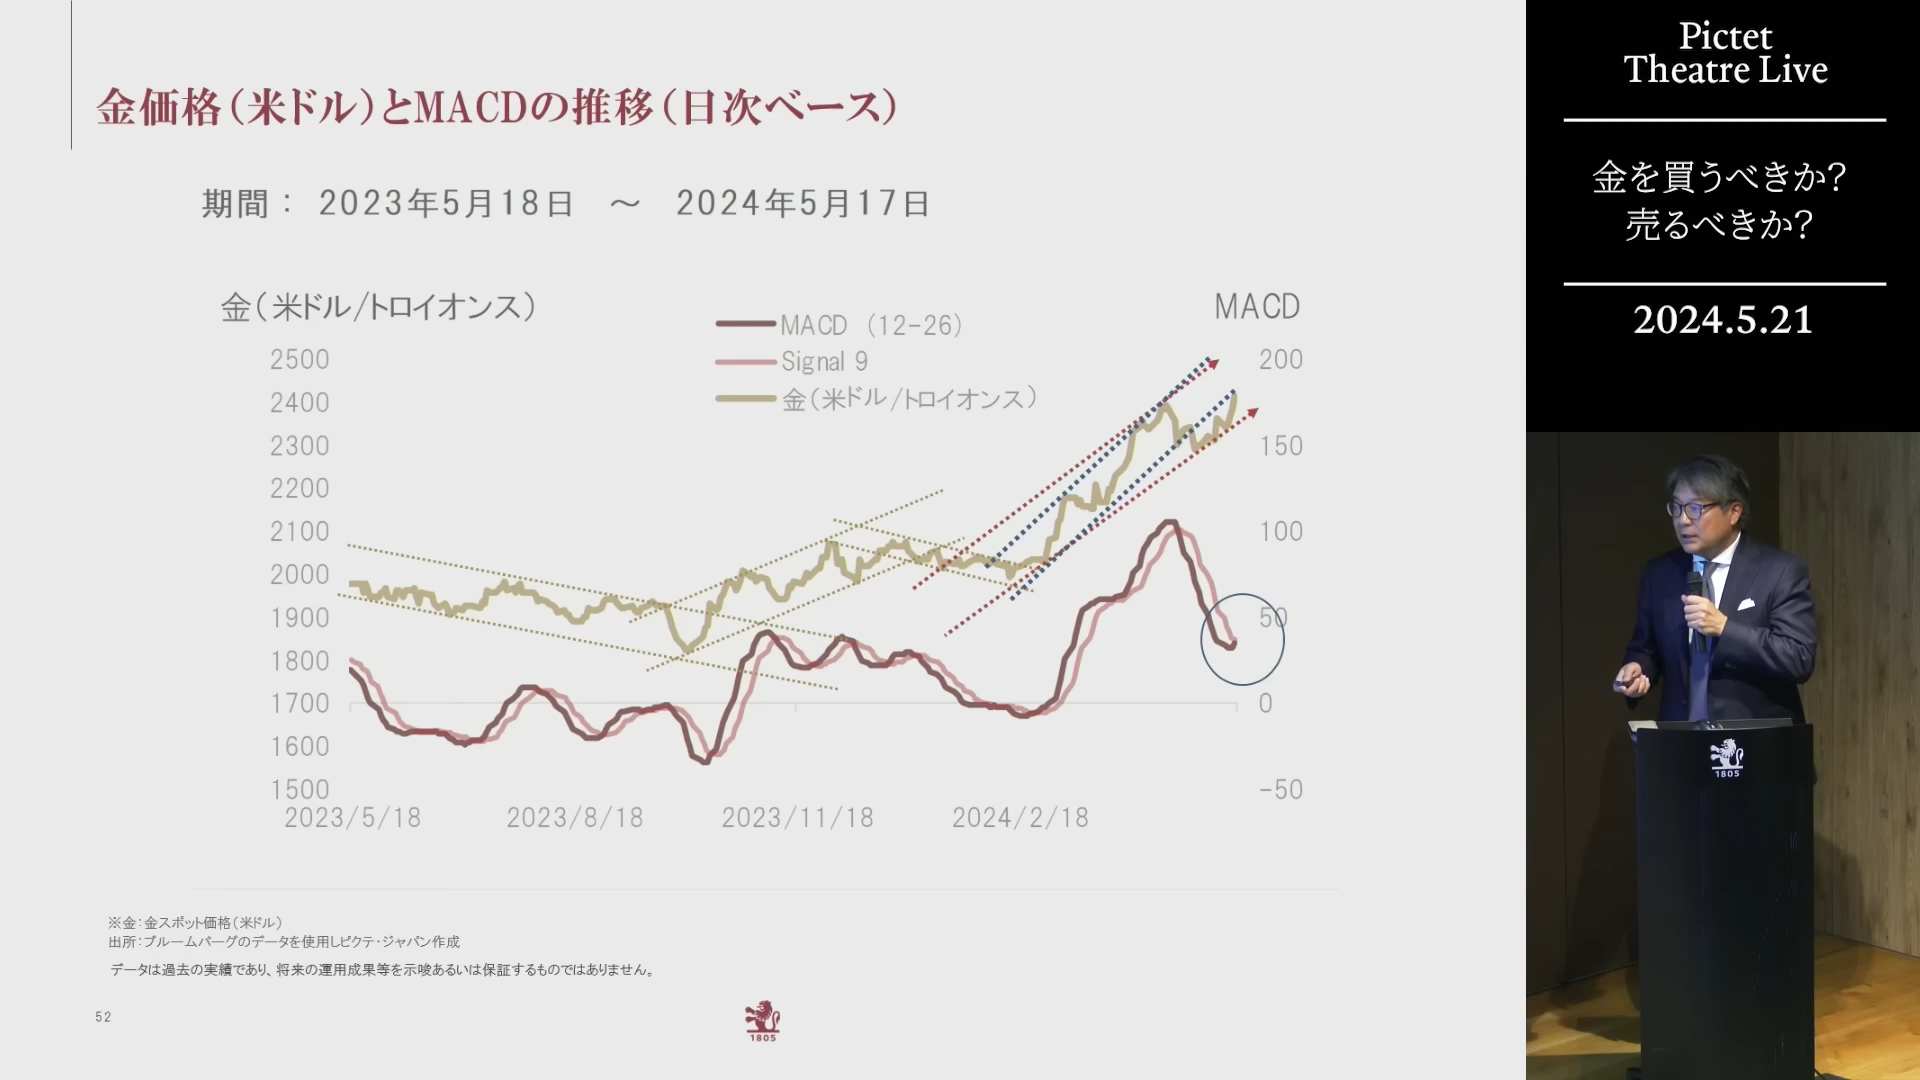 金価格（米ドル）とMACDの推移（日次ベース）
期間： 2023年5月18日 ～ 2024年5月17日
金（米ドル/トロイオンス）
MACD
MACD （12-26）
Signal 9
金（米ドル/トロイオンス）
2500
2400
2300
2200
2100
2000
1900
1800
1700
1600
1500
200
150
100
50
0
-50
2023/5/18
2023/8/18
2023/11/18
2024/2/18
※金：金スポット価格（米ドル）
出所：ブルームバーグのデータを使用しピクテ・ジャパン作成
データは過去の実績であり、将来の運用成果等を示唆あるいは保証するものではありません。
52
1805
Pictet
Theatre Live
金を買うべきか？
売るべきか？
2024.5.21
1805